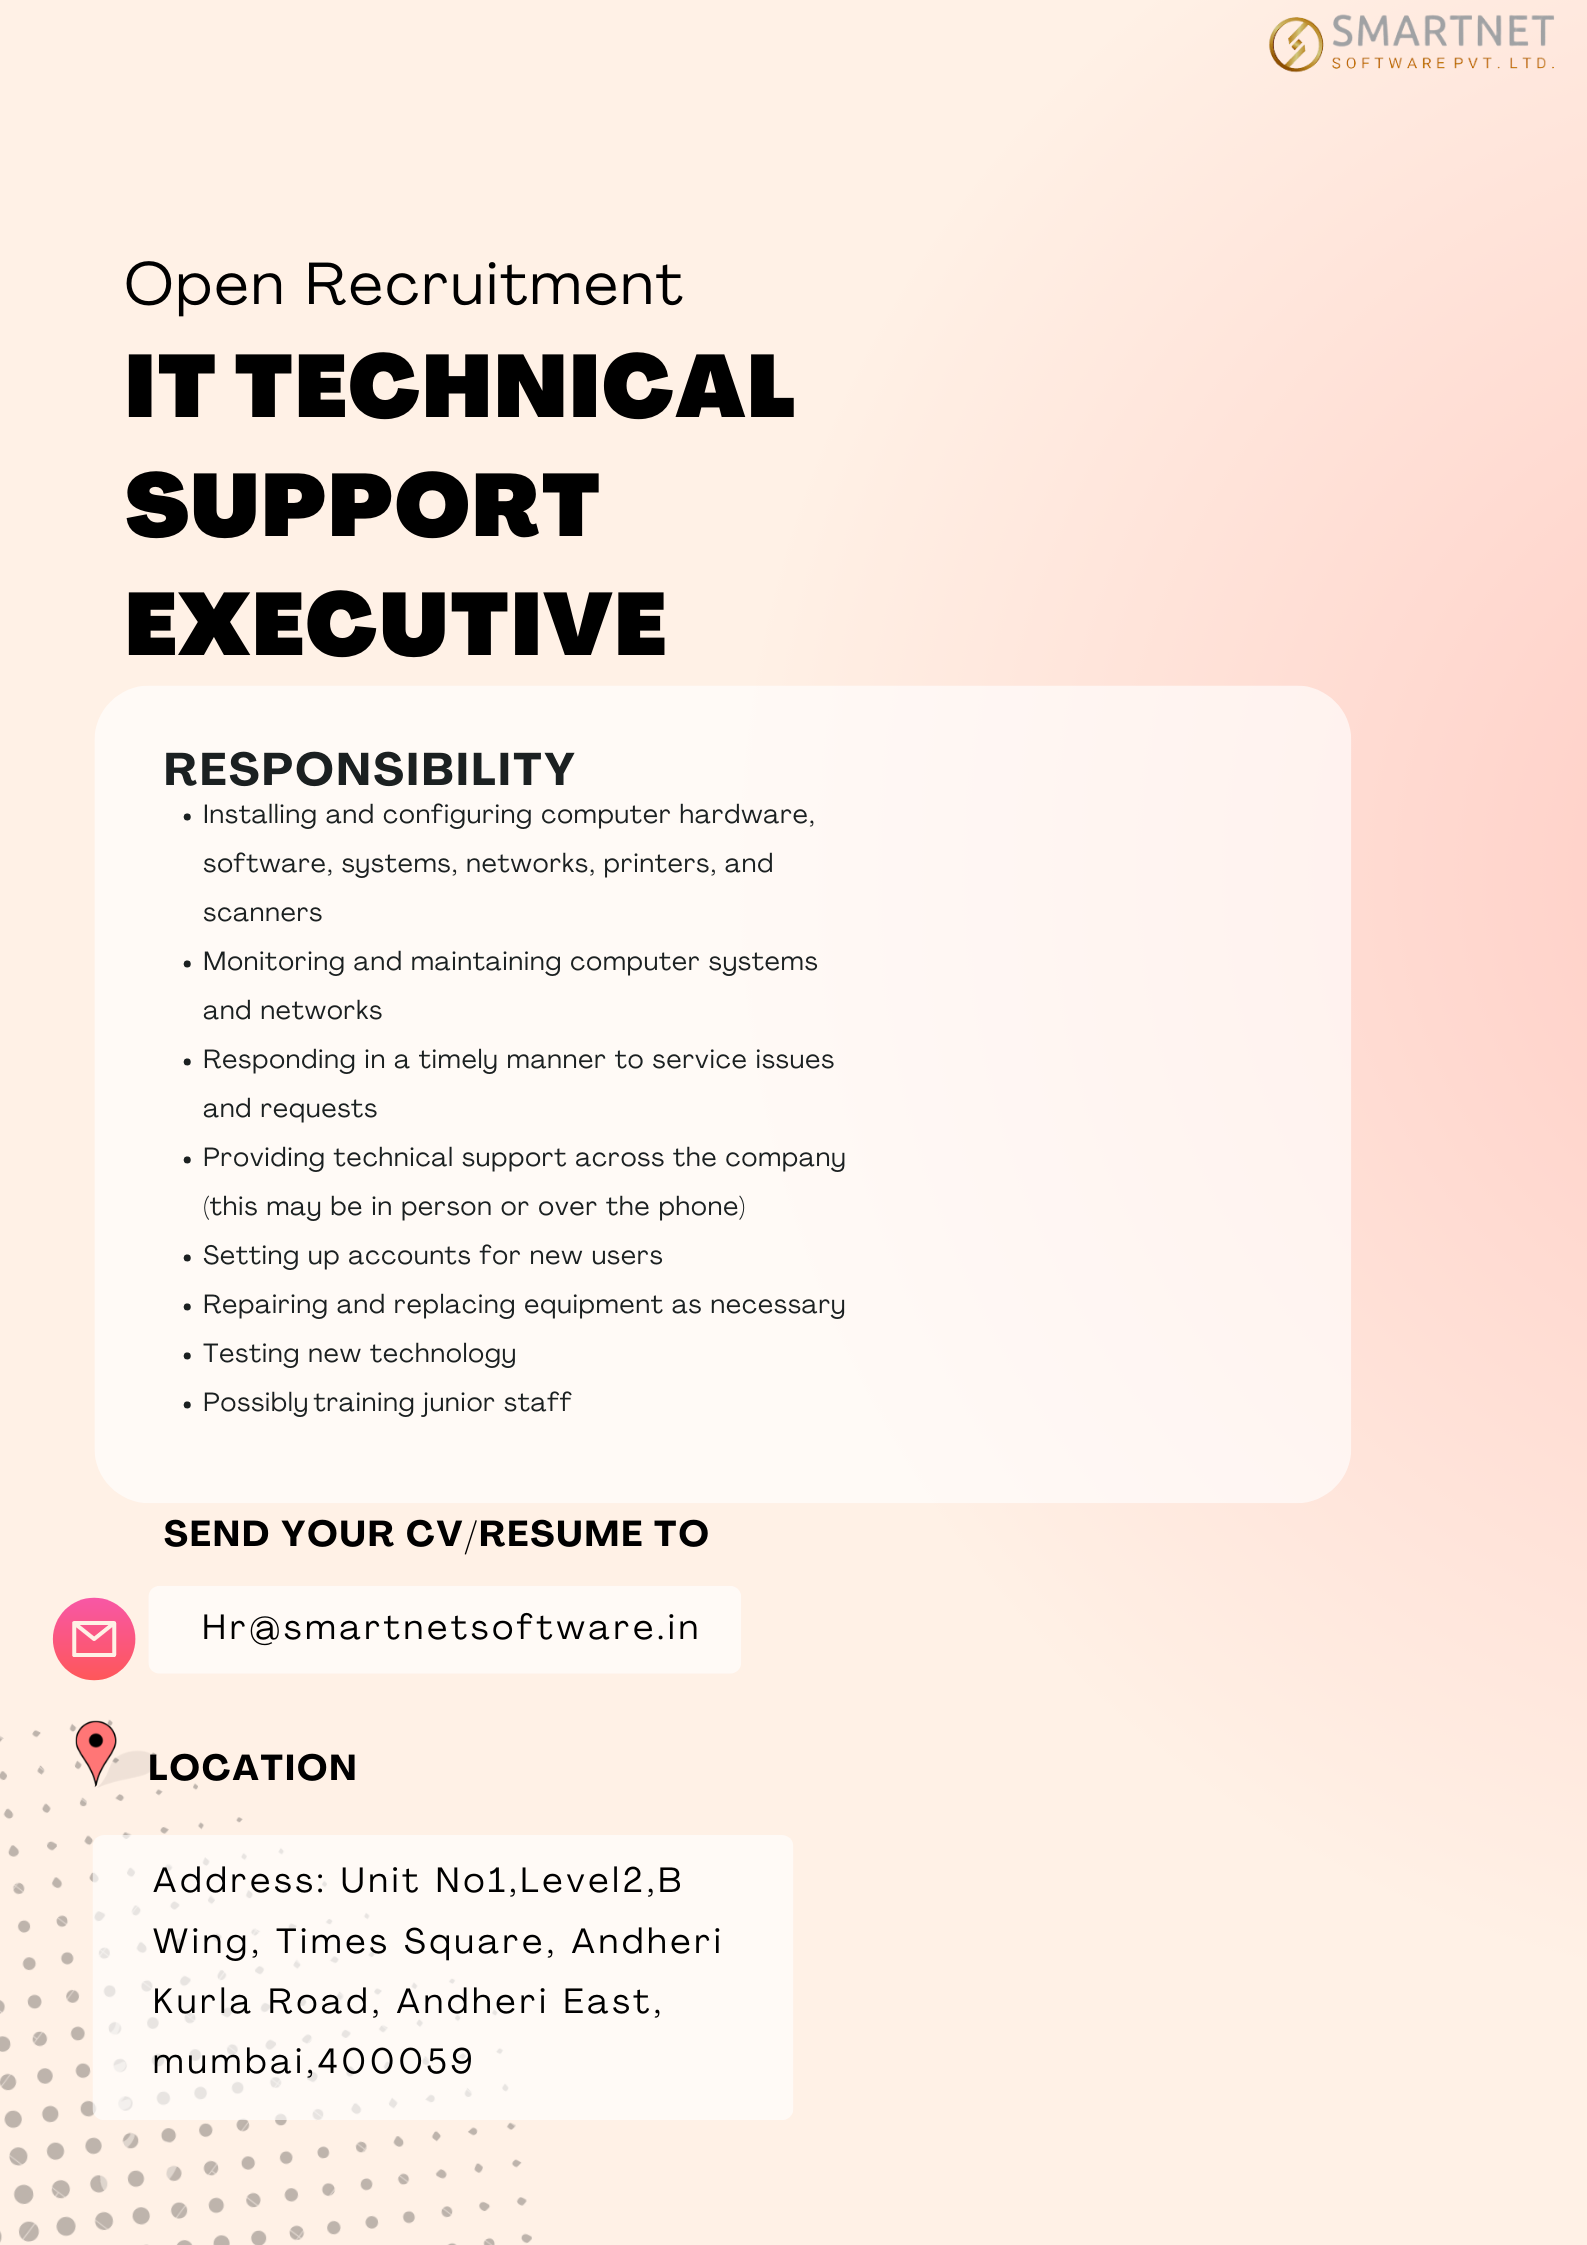 SMARTNET
SOFTWARE PVT. LTD.
Open Recruitment
IT TECHNICAL
SUPPORT
EXECUTIVE
RESPONSIBILITY
• Installing and configuring computer hardware,
software, systems, networks, printers, and
scanners
• Monitoring and maintaining computer systems
and networks
• Responding in a timely manner to service issues
and requests
• Providing technical support across the company
(this may be in person or over the phone)
• Setting up accounts for new users
• Repairing and replacing equipment as necessary
• Testing new technology
• Possibly training junior staff
SEND YOUR CV/RESUME TO
Hr@smartnetsoftware.in
LOCATION
Address: Unit No1,Level2,B
Wing, Times Square, Andheri
Kurla Road, Andheri East,
mumbai,400059